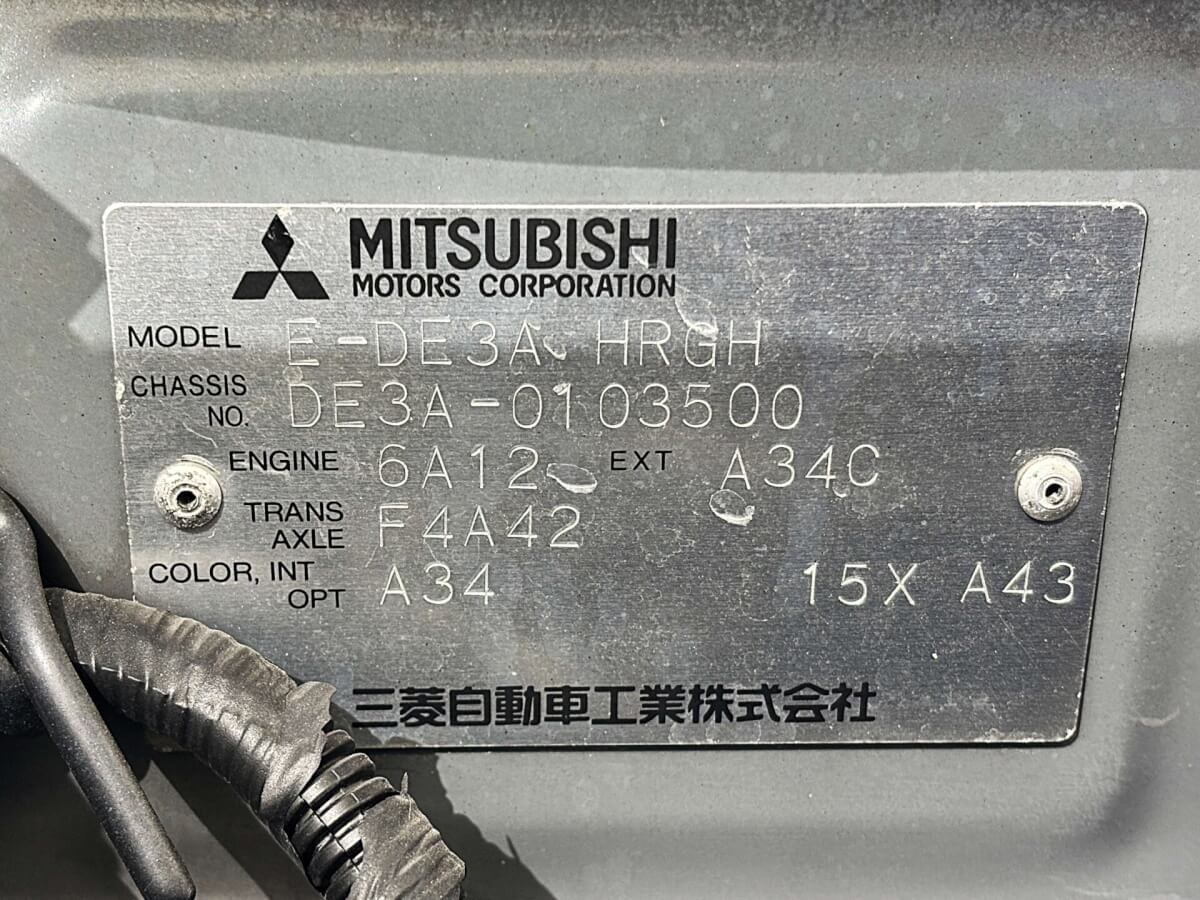 MITSUBISHI
MOTORS CORPORATION
MODEL E-DE3A HRGH
CHASSIS NO. DE3A-0103500
ENGINE 6A12 EXT A34C
TRANS AXLE F4A42
COLOR, INT OPT A34 15X A43
三菱自動車工業株式会社